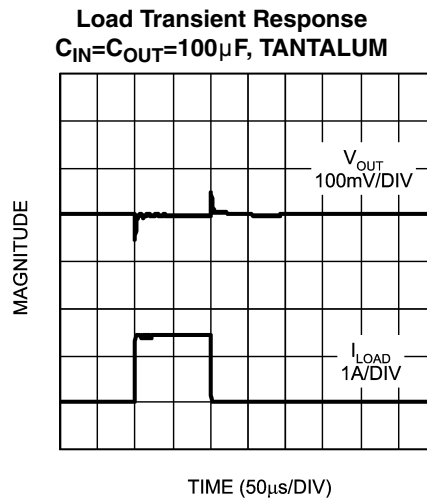 Load Transient Response
CIN=COUT=100μF, TANTALUM
VOUT
100mV/DIV
MAGNITUDE
ILOAD
1A/DIV
TIME (50μs/DIV)